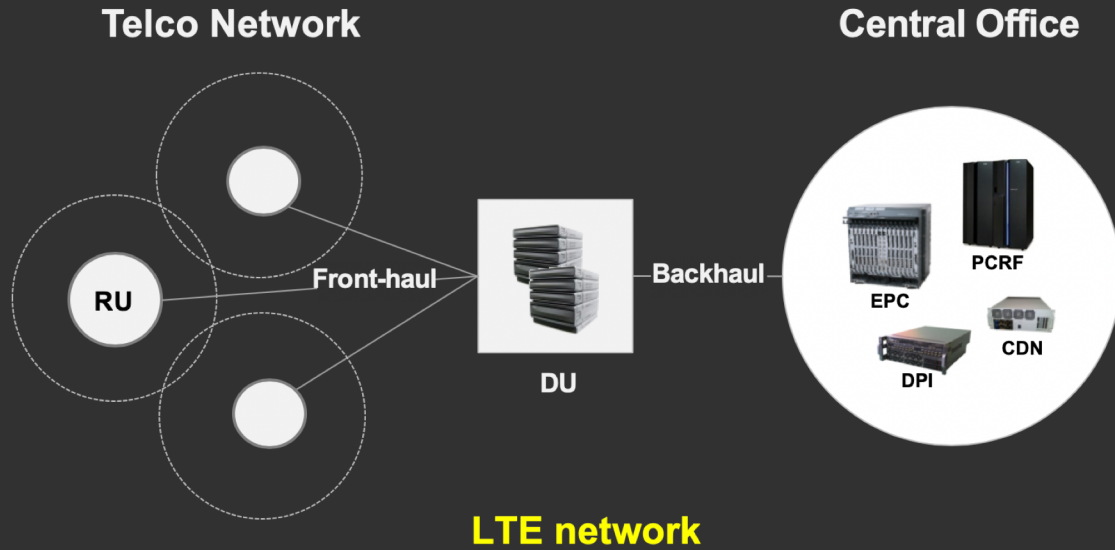 Telco Network
Central Office
RU
Front-haul
DU
Backhaul
PCRF
EPC
CDN
DPI
LTE network